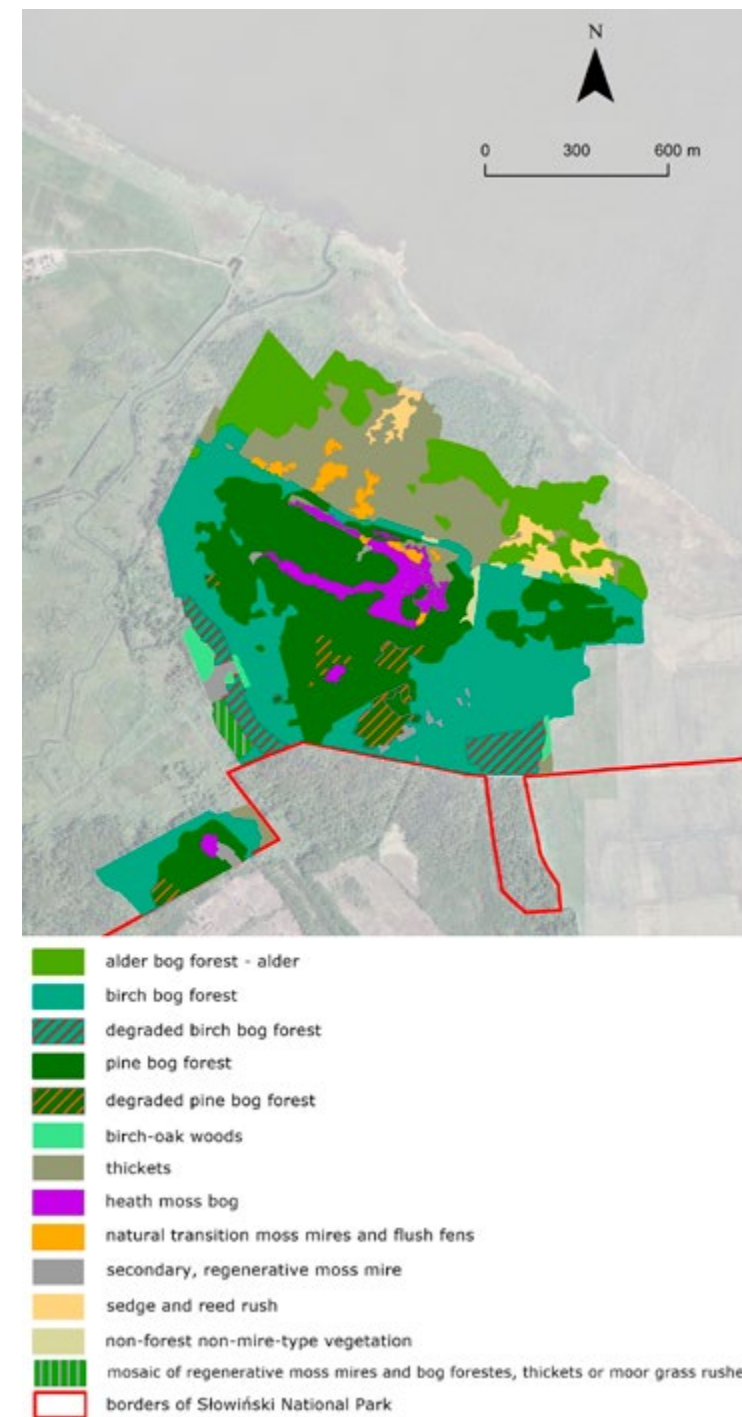 N
0 300 600 m
alder bog forest - alder
birch bog forest
degraded birch bog forest
pine bog forest
degraded pine bog forest
birch-oak woods
thickets
heath moss bog
natural transition moss mires and flush fens
secondary, regenerative moss mire
sedge and reed rush
non-forest non-mire-type vegetation
mosaic of regenerative moss mires and bog forestes, thickets or moor grass rushe
borders of Słowiński National Park